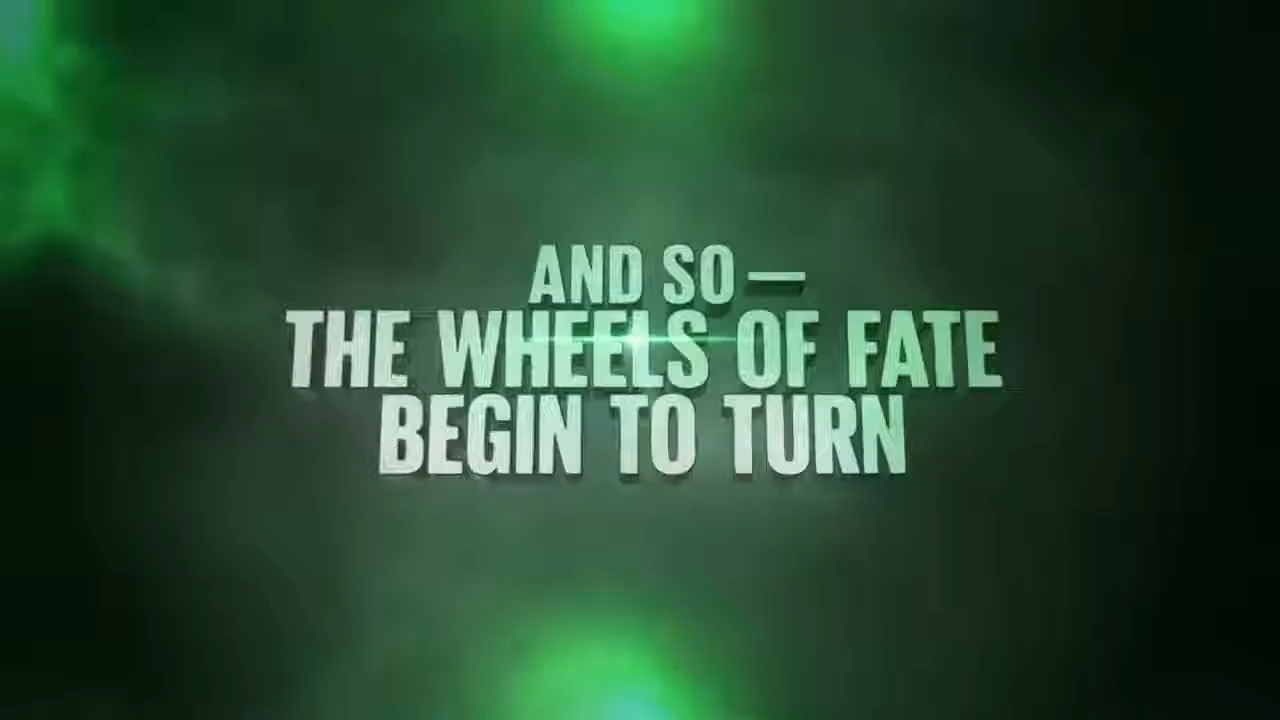 AND SO —
THE WHEELS OF FATE
BEGIN TO TURN